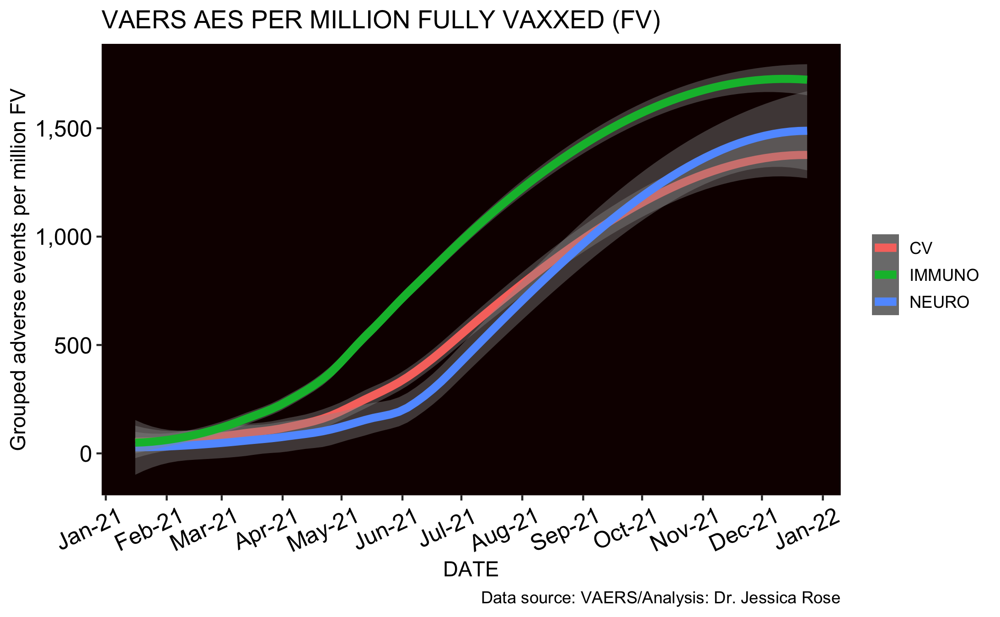 VAERS AES PER MILLION FULLY VAXXED (FV)
Grouped adverse events per million FV
1,500
1,000
500
0
CV
IMMUNO
NEURO
Jan-21
Feb-21
Mar-21
Apr-21
May-21
Jun-21
Jul-21
Aug-21
Sep-21
Oct-21
Nov-21
Dec-21
Jan-22
DATE
Data source: VAERS/Analysis: Dr. Jessica Rose